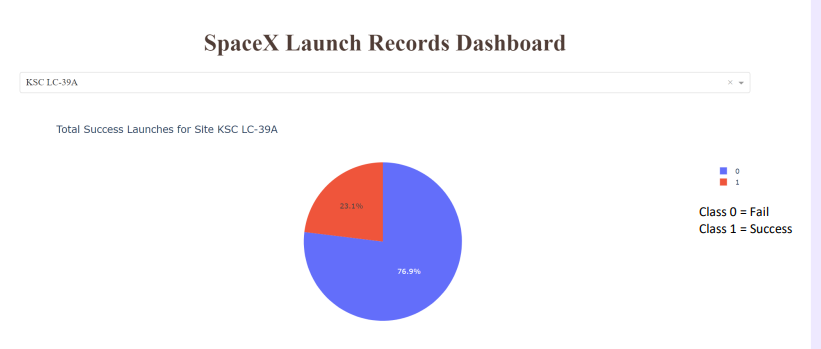 SpaceX Launch Records Dashboard
KSC LC-39A
Total Success Launches for Site KSC LC-39A
0
1
Class 0 = Fail
Class 1 = Success
23.1%
76.9%